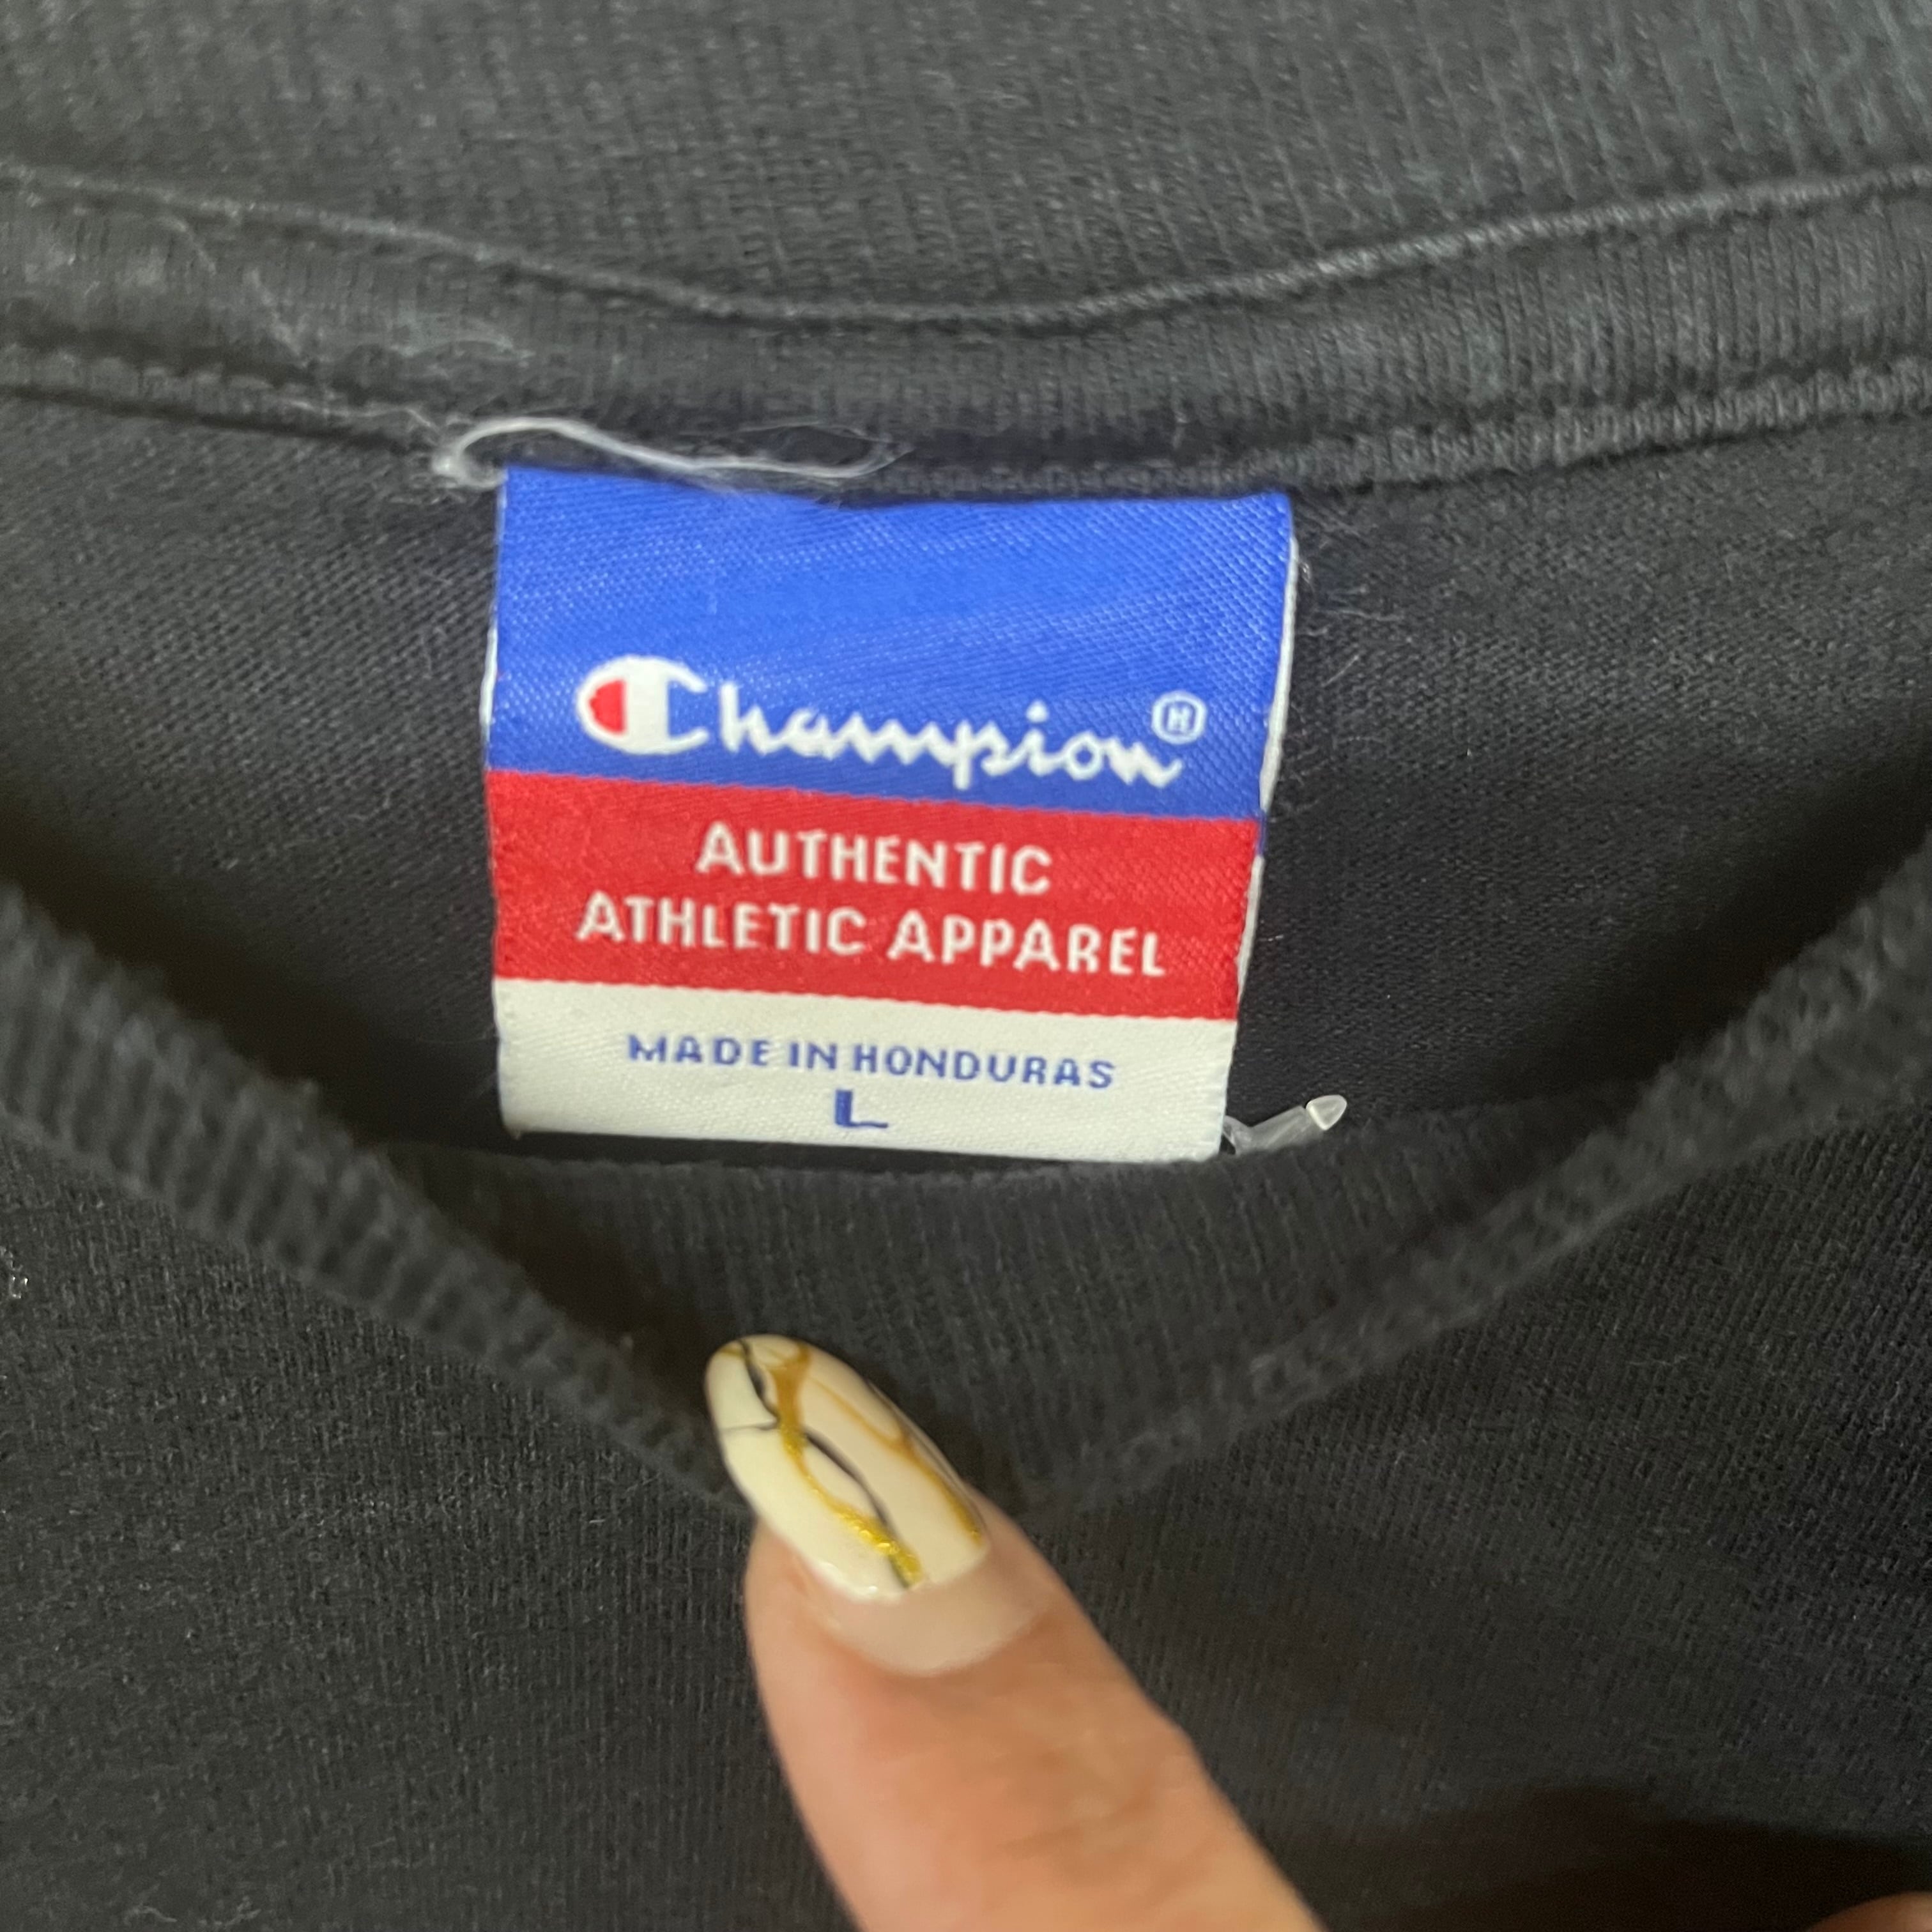 Champion®
AUTHENTIC
ATHLETIC APPAREL
MADE IN HONDURAS
L